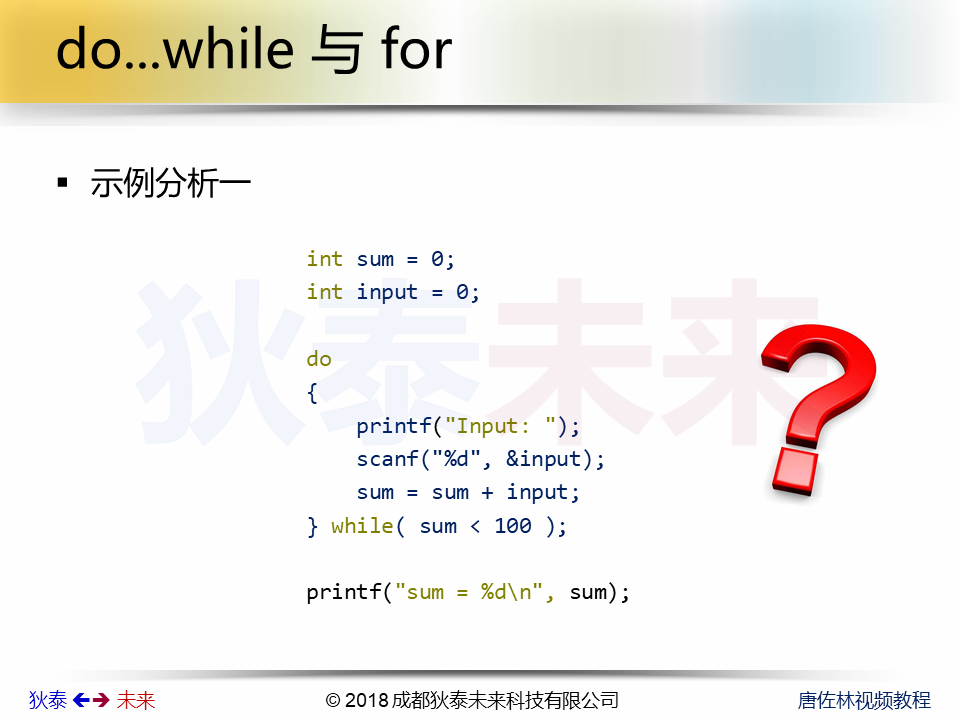 do...while 与 for
▪ 示例分析一
int sum = 0;
int input = 0;
do
{
    printf("Input: ");
    scanf("%d", &input);
    sum = sum + input;
} while( sum < 100 );
printf("sum = %d\n", sum);
狄泰未来
?
狄泰 ←→ 未来
© 2018 成都狄泰未来科技有限公司
唐佐林视频教程